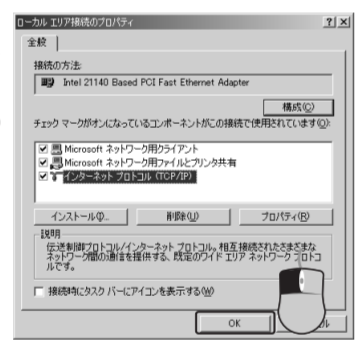 ローカル エリア接続のプロパティ
全般
接続の方法:
Intel 21140 Based PCI Fast Ethernet Adapter
構成(C)
チェック マークがオンになっているコンポーネントがこの接続で使用されています(O):
Microsoft ネットワーク用クライアント
Microsoft ネットワーク用ファイルとプリンタ共有
インターネット プロトコル (TCP/IP)
インストール(I)...
削除(U)
プロパティ(R)
説明
伝送制御プロトコル/インターネット プロトコル。相互接続されたさまざまな
ネットワーク間の通信を提供する、既定のワイド エリア ネットワーク プロトコ
ルです。
接続時にタスク バーにアイコンを表示する(W)
OK